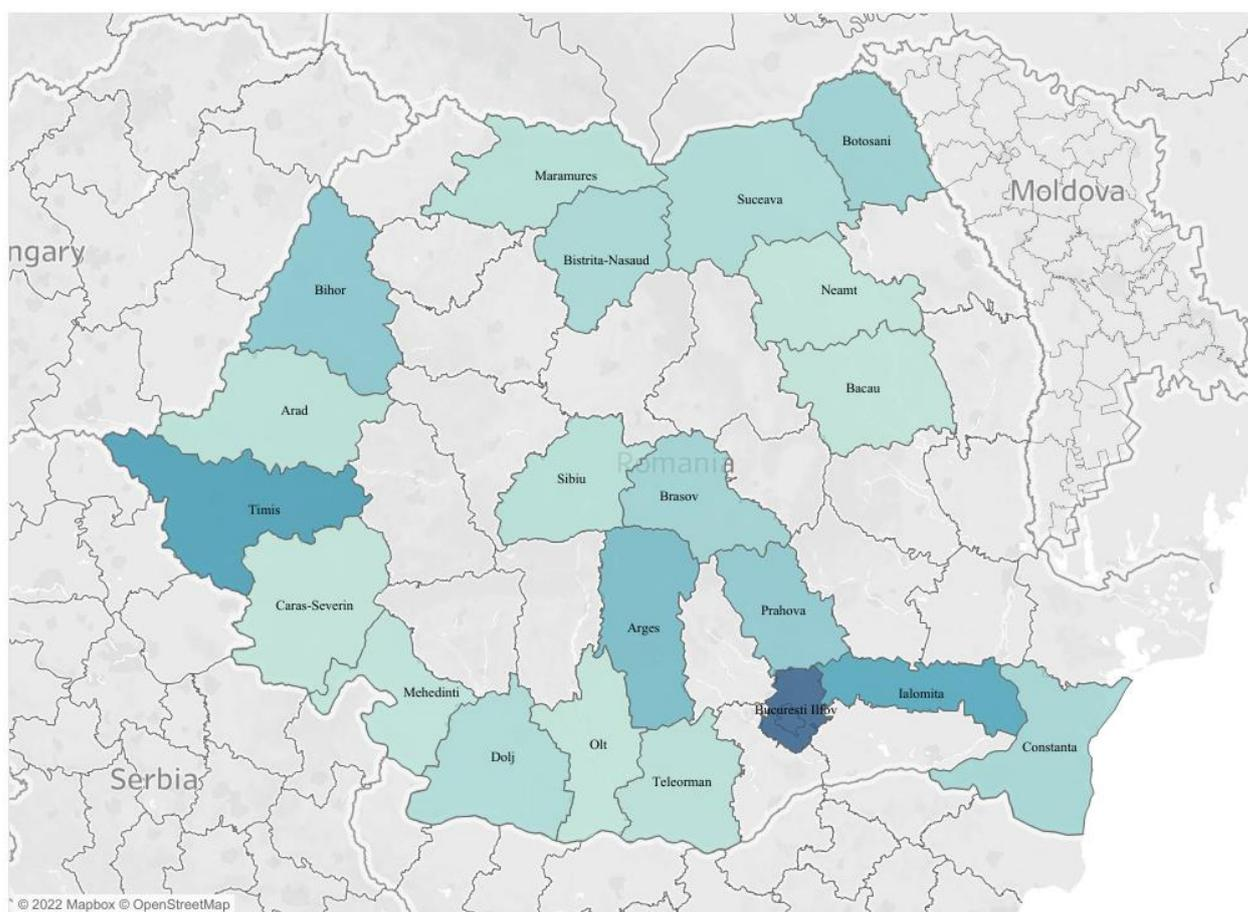 Botosani
Maramures
Suceava
Moldova
ngary
Bistrita-Nasaud
Bihor
Neamt
Bacau
Arad
Romania
Sibiu
Brasov
Timis
Caras-Severin
Arges
Prahova
Mehedinti
Ialomita
Bucuresti Ilfov
Olt
Constanta
Dolj
Serbia
Teleorman
© 2022 Mapbox © OpenStreetMap